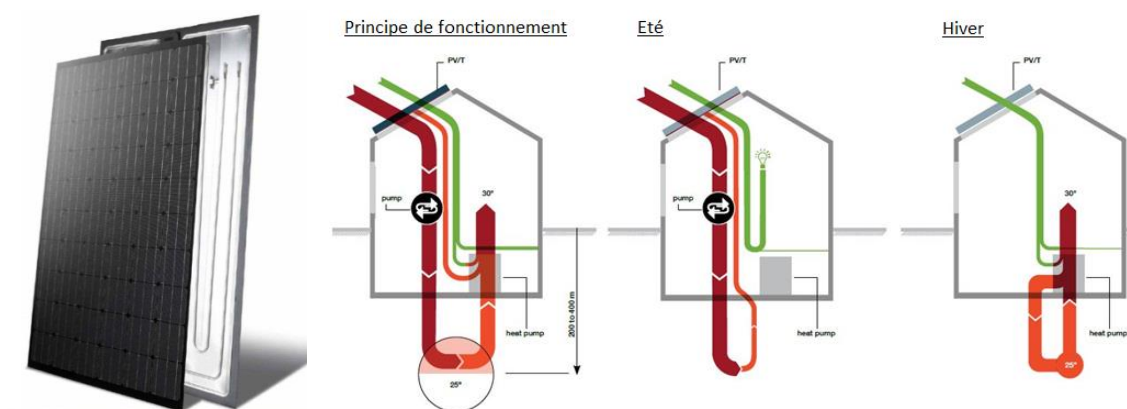 Principe de fonctionnement
Eté
Hiver
PV/T
PV/T
PV/T
30°
pump
heat pump
200 to 400 m
25°
pump
heat pump
30°
heat pump
25°